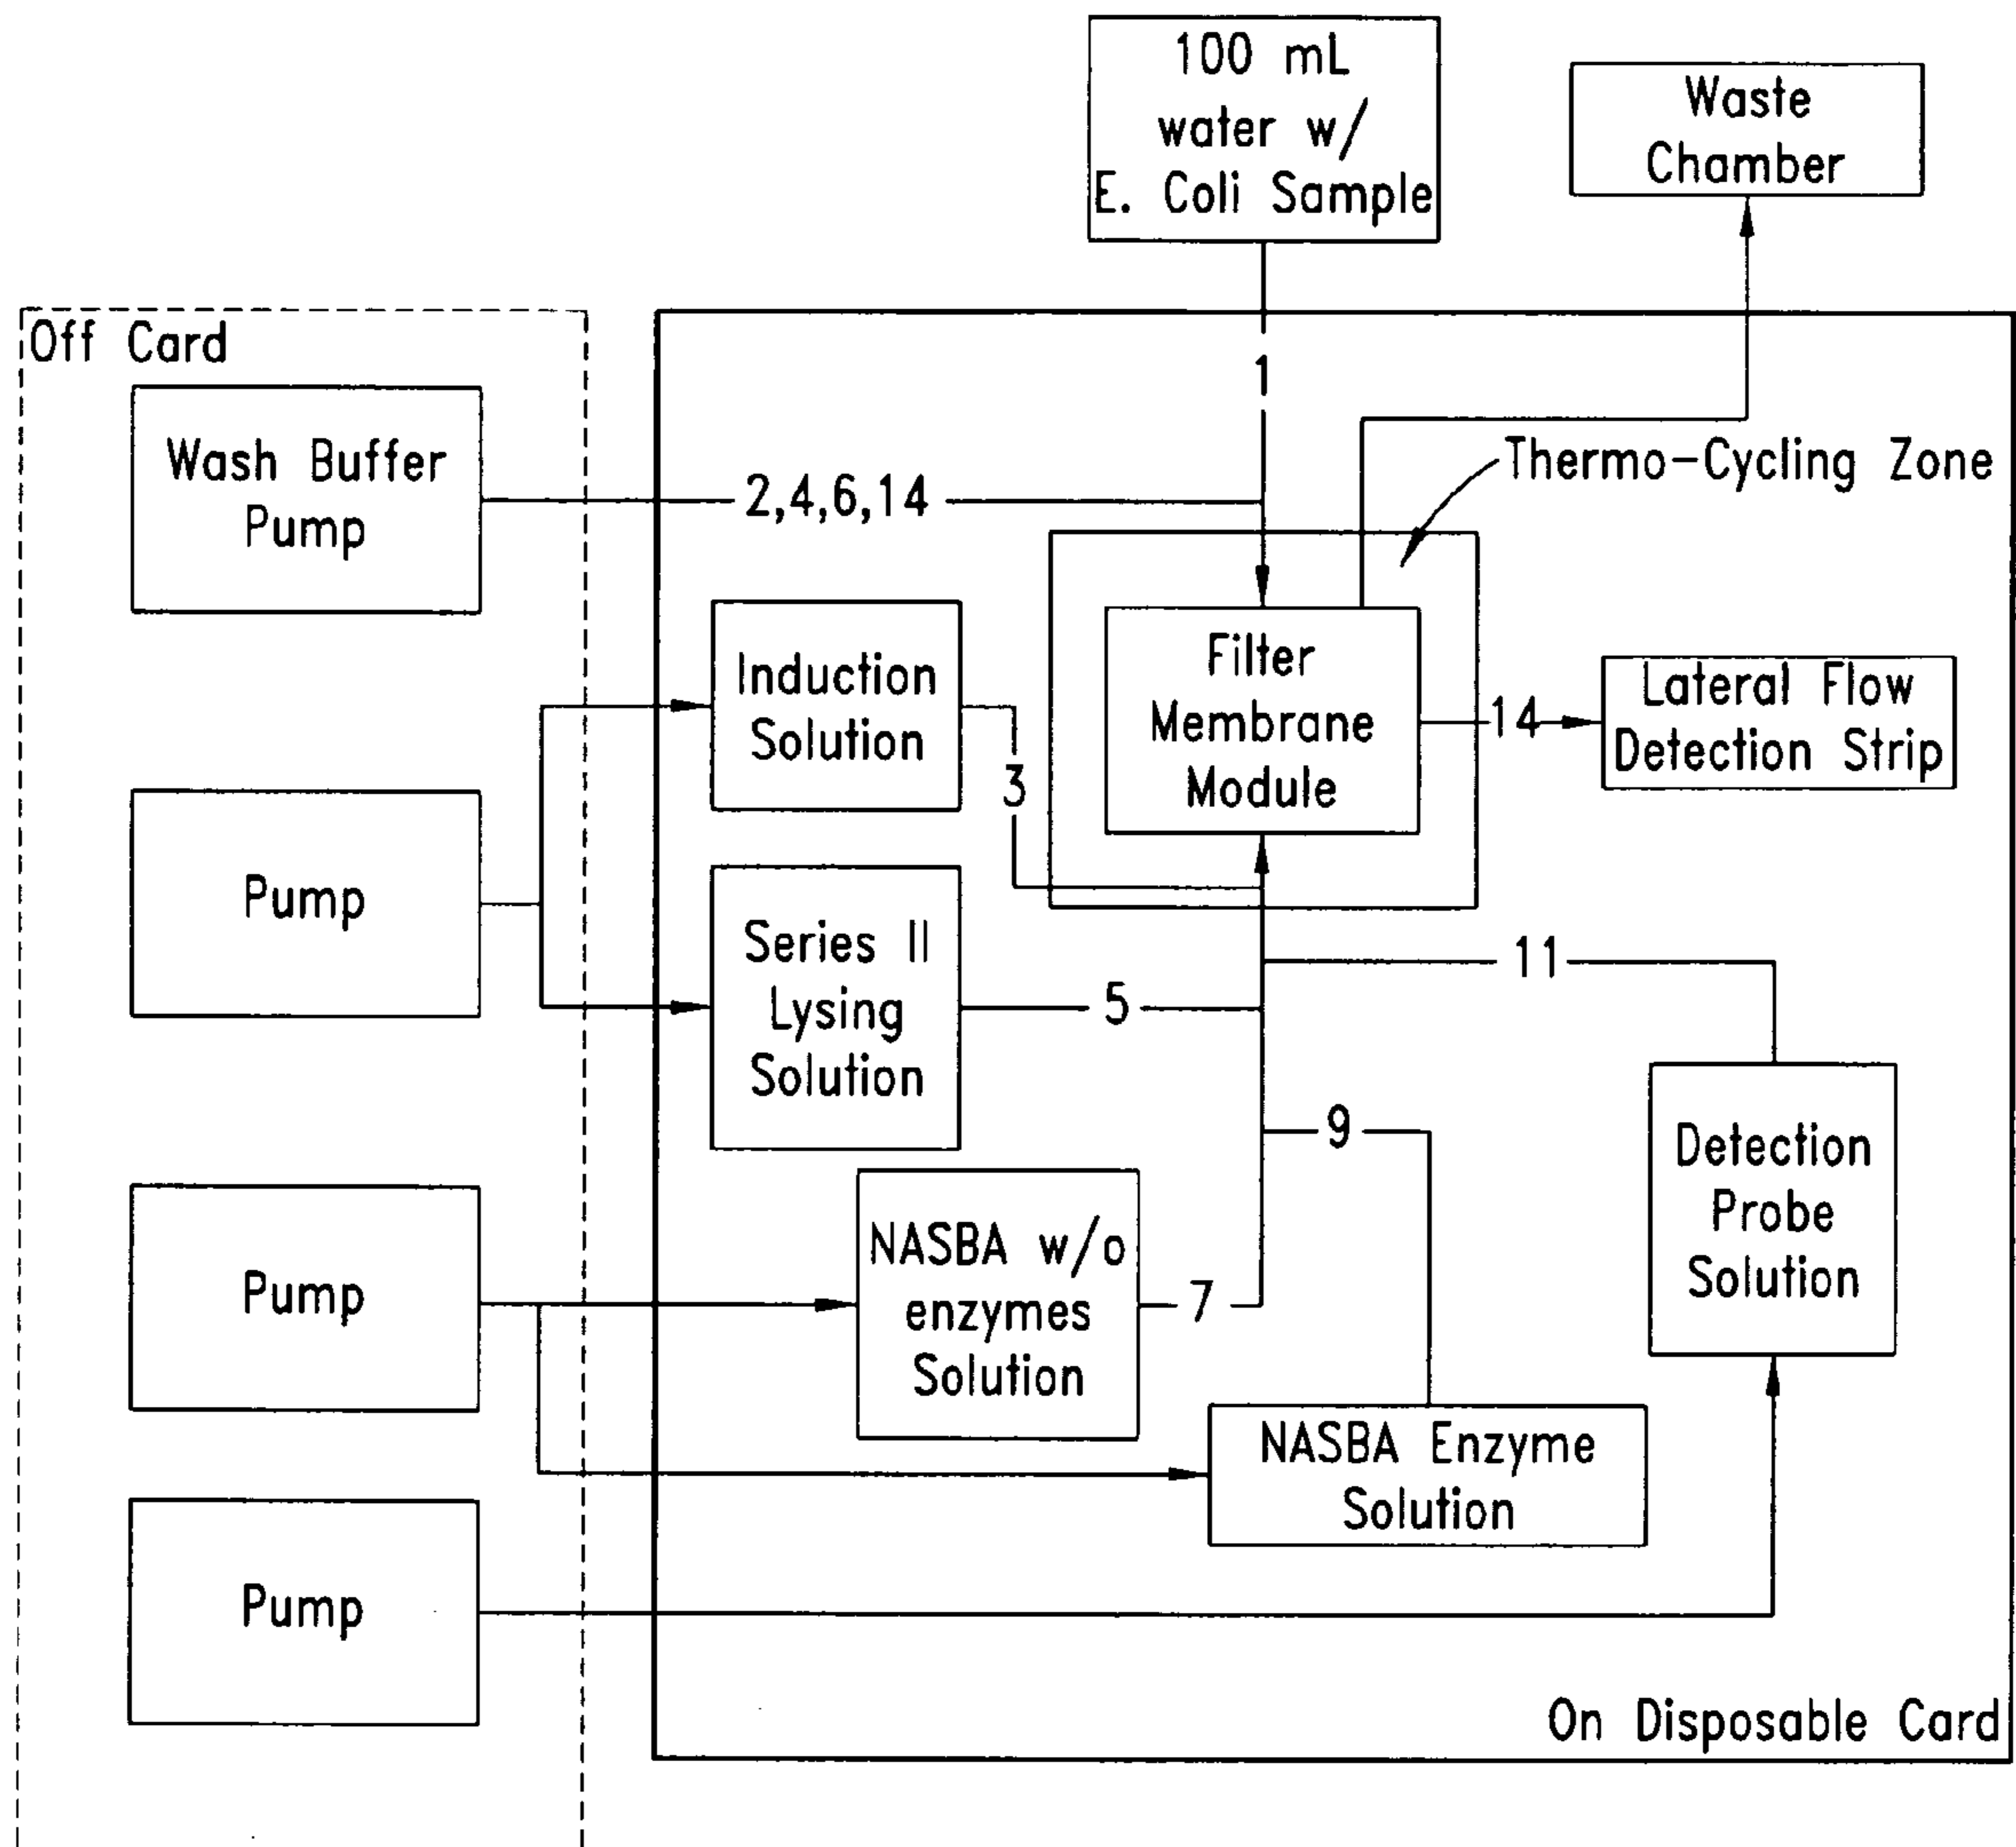 100 mL
water w/
E. Coli Sample
Waste
Chamber
Off Card
1
Wash Buffer
Pump
2,4,6,14
Thermo-Cycling Zone
Induction
Solution
3
Filter
Membrane
Module
14
Lateral Flow
Detection Strip
Pump
Series II
Lysing
Solution
5
11
9
Detection
Probe
Solution
Pump
NASBA w/o
enzymes
Solution
7
NASBA Enzyme
Solution
Pump
On Disposable Card